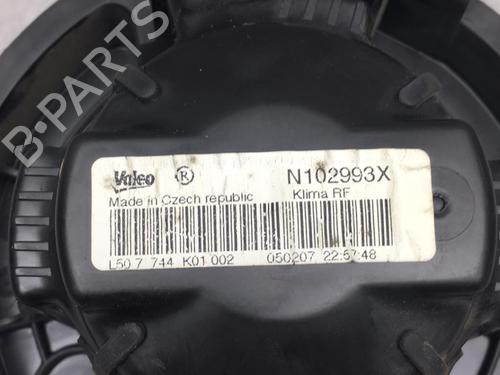 B-PARTS
Valeo ® N102993X
Made in Czech republic Klima RF
L50 7 744 K01 002 050207 22:57:48